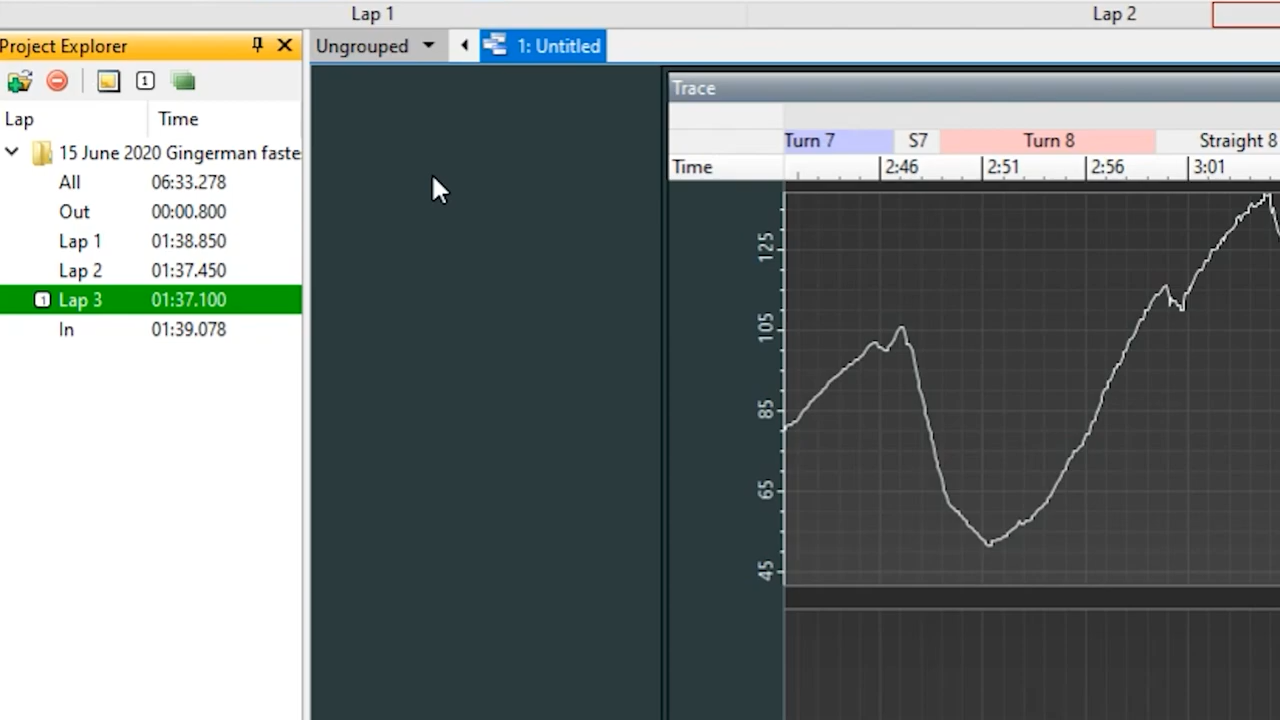 Lap 1
Lap 2
Project Explorer
Ungrouped
1: Untitled
1
Lap
Time
15 June 2020 Gingerman faste
All 06:33.278
Out 00:00.800
Lap 1 01:38.850
Lap 2 01:37.450
1 Lap 3 01:37.100
In 01:39.078
Trace
Turn 7 S7 Turn 8 Straight 8
Time 2:46 2:51 2:56 3:01
125
105
85
65
45